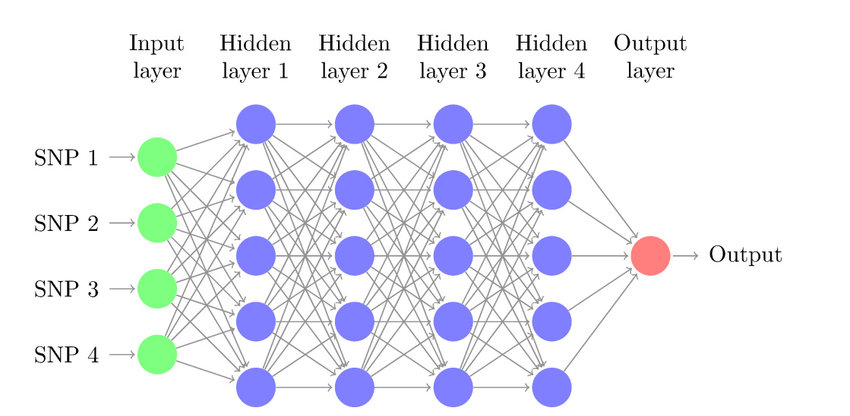 Input
layer
Hidden
layer 1
Hidden
layer 2
Hidden
layer 3
Hidden
layer 4
Output
layer
SNP 1
SNP 2
SNP 3
SNP 4
Output